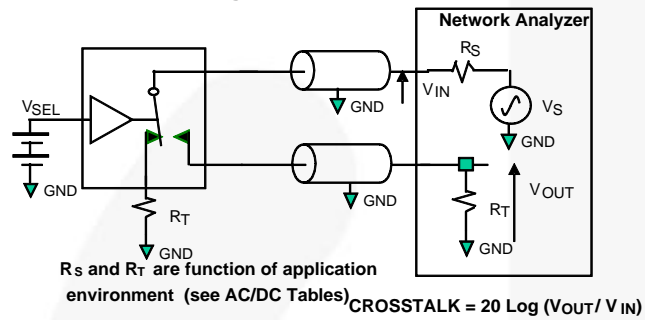 Network Analyzer
RS
VIN
GND
VS
GND
VSEL
GND
RT
GND
GND
RT
VOUT
GND
RS and RT are function of application
environment (see AC/DC Tables)
CROSSTALK = 20 Log (VOUT/ VIN)